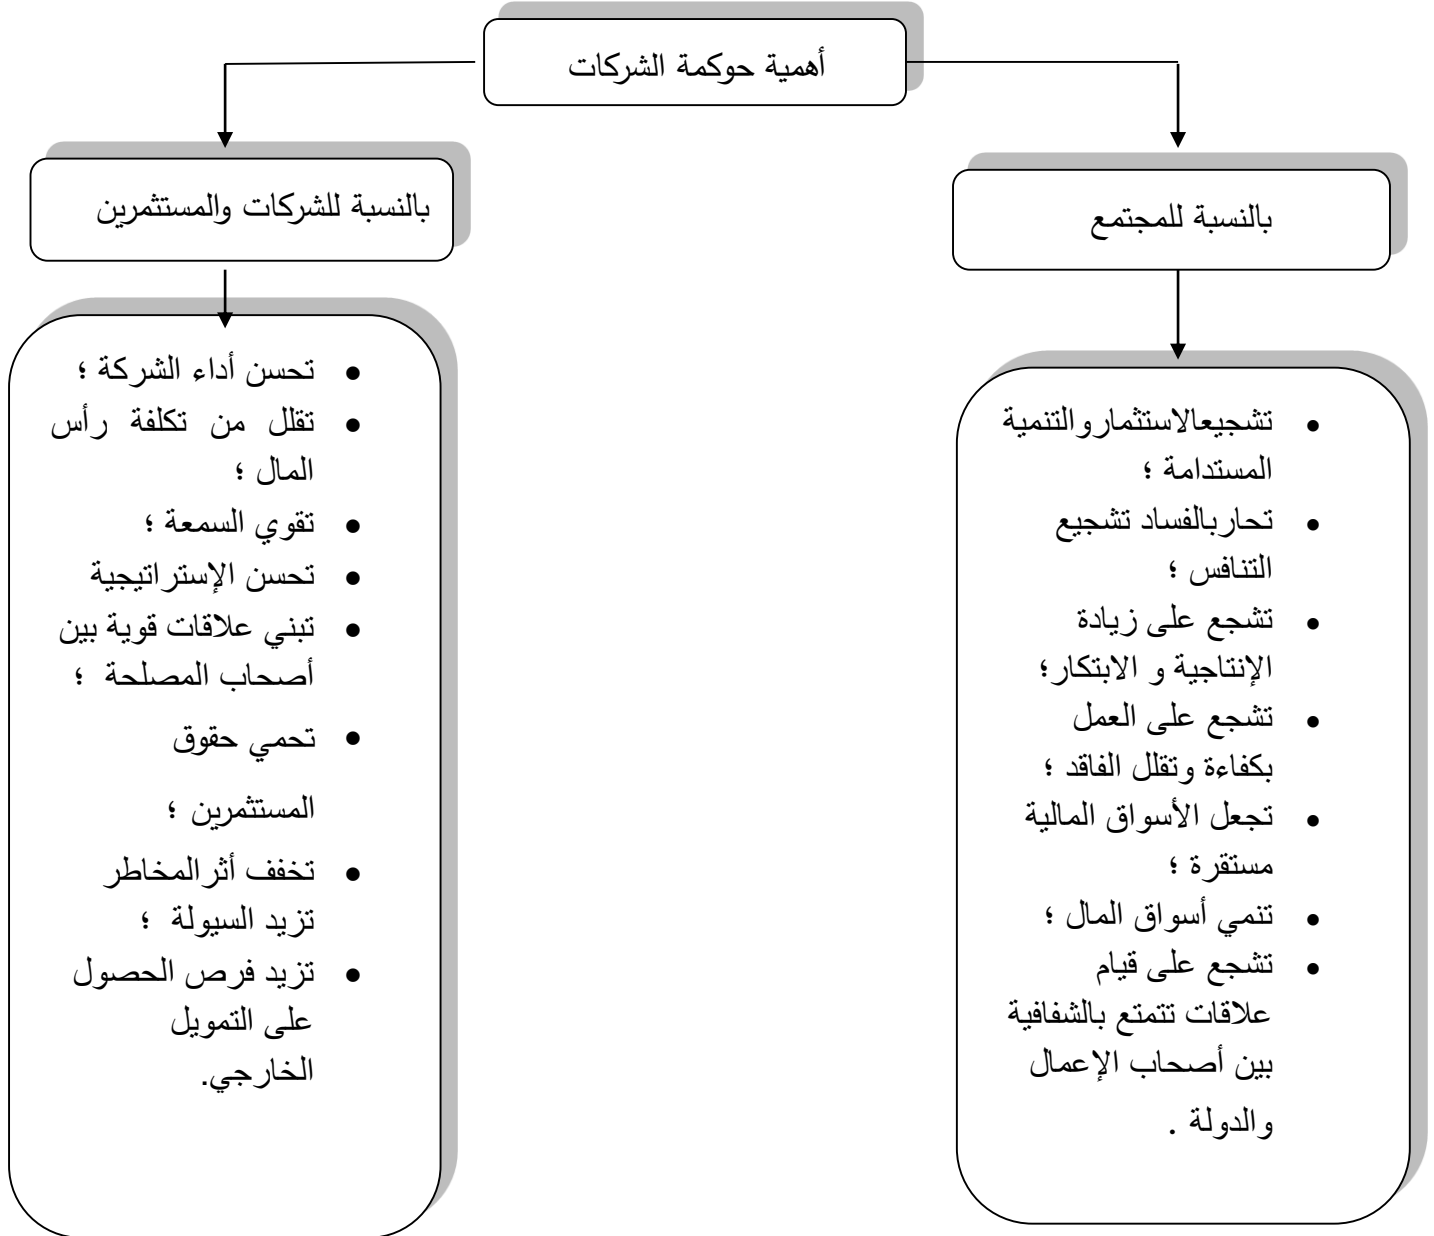 أهمية حوكمة الشركات
بالنسبة للمجتمع
تشجيعالاستثماروالتنمية
المستدامة ؛
تحاربالفساد تشجيع
التنافس ؛
تشجع على زيادة
الإنتاجية و الابتكار؛
تشجع على العمل
بكفاءة وتقلل الفاقد ؛
تجعل الأسواق المالية
مستقرة ؛
تنمي أسواق المال ؛
تشجع على قيام
علاقات تتمتع بالشفافية
بين أصحاب الإعمال
والدولة .
بالنسبة للشركات والمستثمرين
تحسن أداء الشركة ؛
تقلل من تكلفة رأس
المال ؛
تقوي السمعة ؛
تحسن الإستراتيجية
تبني علاقات قوية بين
أصحاب المصلحة ؛
تحمي حقوق
المستثمرين ؛
تخفف أثرالمخاطر
تزيد السيولة ؛
تزيد فرص الحصول
على التمويل
الخارجي.